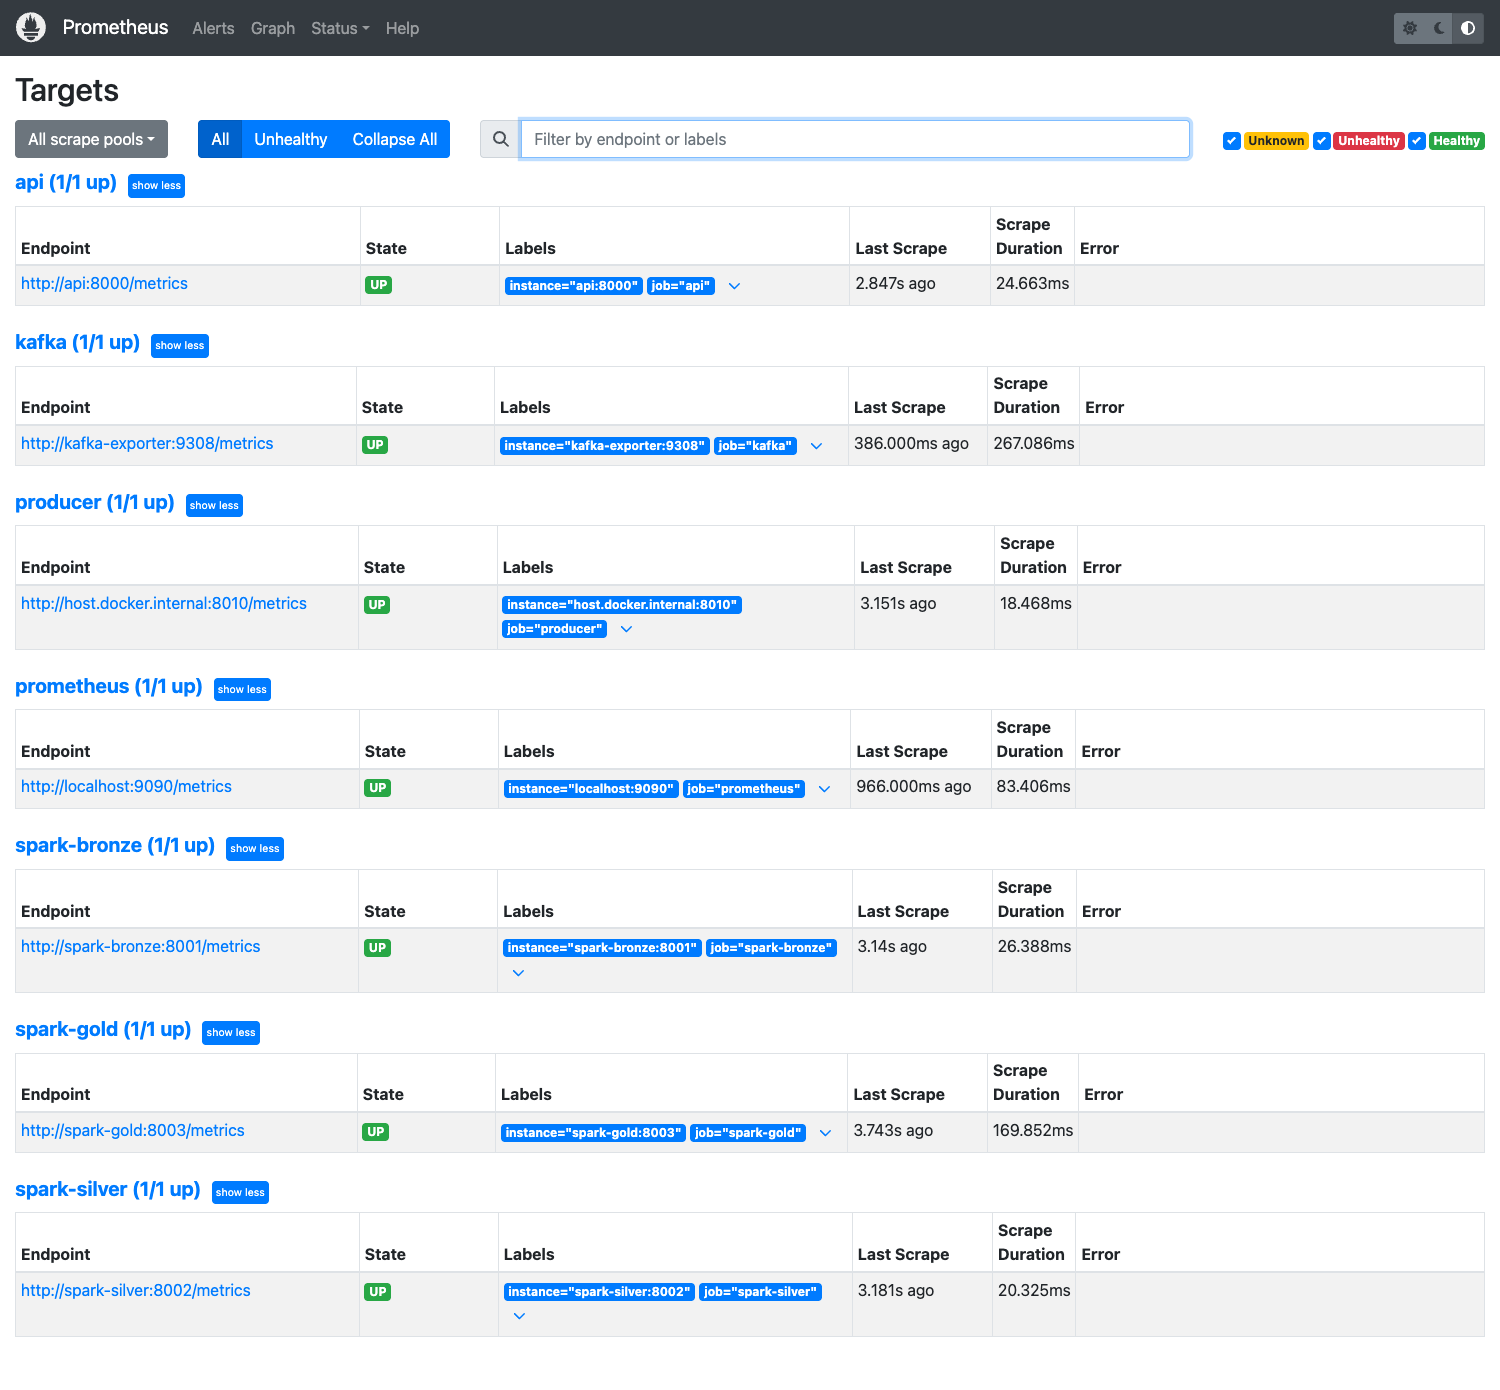 Prometheus Alerts Graph Status Help
Targets
All scrape pools All Unhealthy Collapse All Filter by endpoint or labels Unknown Unhealthy Healthy
api (1/1 up) show less
Endpoint State Labels Last Scrape Scrape Duration Error
http://api:8000/metrics UP instance="api:8000" job="api" 2.847s ago 24.663ms
kafka (1/1 up) show less
Endpoint State Labels Last Scrape Scrape Duration Error
http://kafka-exporter:9308/metrics UP instance="kafka-exporter:9308" job="kafka" 386.000ms ago 267.086ms
producer (1/1 up) show less
Endpoint State Labels Last Scrape Scrape Duration Error
http://host.docker.internal:8010/metrics UP instance="host.docker.internal:8010" job="producer" 3.151s ago 18.468ms
prometheus (1/1 up) show less
Endpoint State Labels Last Scrape Scrape Duration Error
http://localhost:9090/metrics UP instance="localhost:9090" job="prometheus" 966.000ms ago 83.406ms
spark-bronze (1/1 up) show less
Endpoint State Labels Last Scrape Scrape Duration Error
http://spark-bronze:8001/metrics UP instance="spark-bronze:8001" job="spark-bronze" 3.14s ago 26.388ms
spark-gold (1/1 up) show less
Endpoint State Labels Last Scrape Scrape Duration Error
http://spark-gold:8003/metrics UP instance="spark-gold:8003" job="spark-gold" 3.743s ago 169.852ms
spark-silver (1/1 up) show less
Endpoint State Labels Last Scrape Scrape Duration Error
http://spark-silver:8002/metrics UP instance="spark-silver:8002" job="spark-silver" 3.181s ago 20.325ms